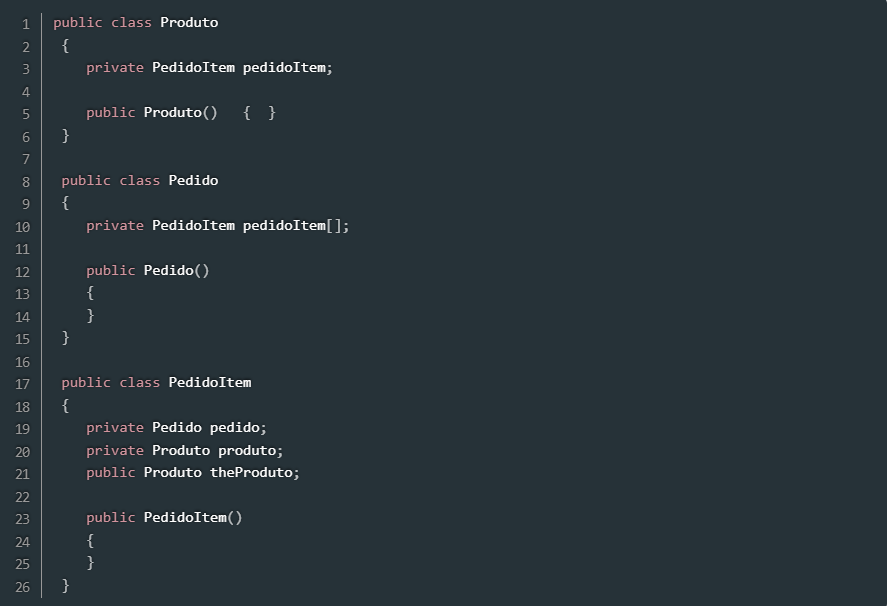 1 public class Produto
2 {
3 private PedidoItem pedidoItem;
4
5 public Produto() { }
6 }
7
8 public class Pedido
9 {
10 private PedidoItem pedidoItem[];
11
12 public Pedido()
13 {
14 }
15 }
16
17 public class PedidoItem
18 {
19 private Pedido pedido;
20 private Produto produto;
21 public Produto theProduto;
22
23 public PedidoItem()
24 {
25 }
26 }